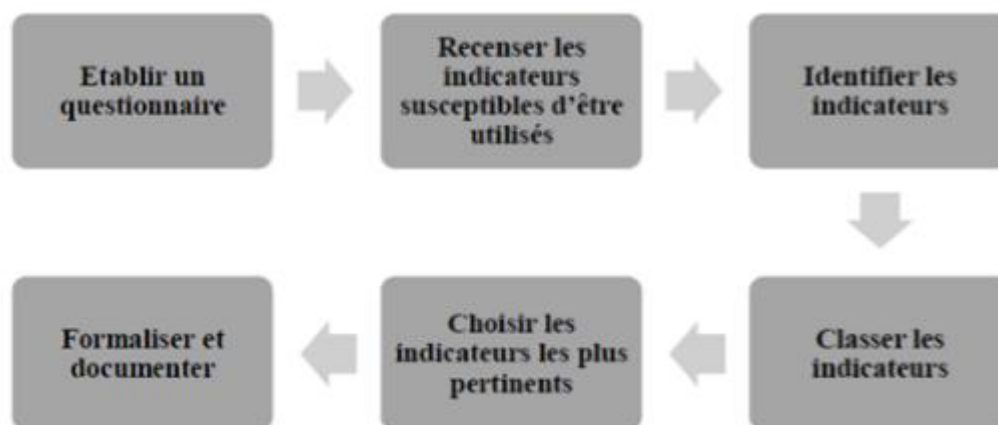 Etablir un
questionnaire
Recenser les
indicateurs
susceptibles d'être
utilisés
Identifier les
indicateurs
Classer les
indicateurs
Choisir les
indicateurs les plus
pertinents
Formaliser et
documenter